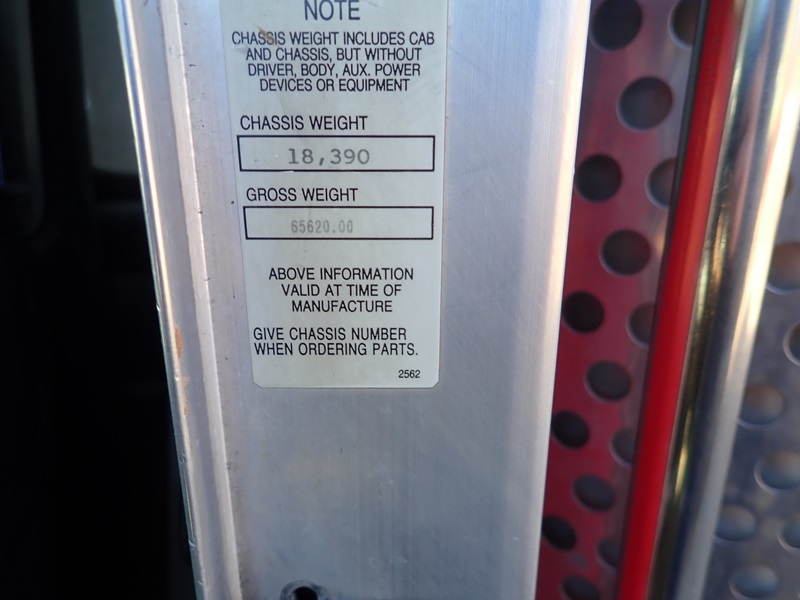 NOTE
CHASSIS WEIGHT INCLUDES CAB
AND CHASSIS, BUT WITHOUT
DRIVER, BODY, AUX. POWER
DEVICES OR EQUIPMENT
CHASSIS WEIGHT
18,390
GROSS WEIGHT
65620.00
ABOVE INFORMATION
VALID AT TIME OF
MANUFACTURE
GIVE CHASSIS NUMBER
WHEN ORDERING PARTS.
2562